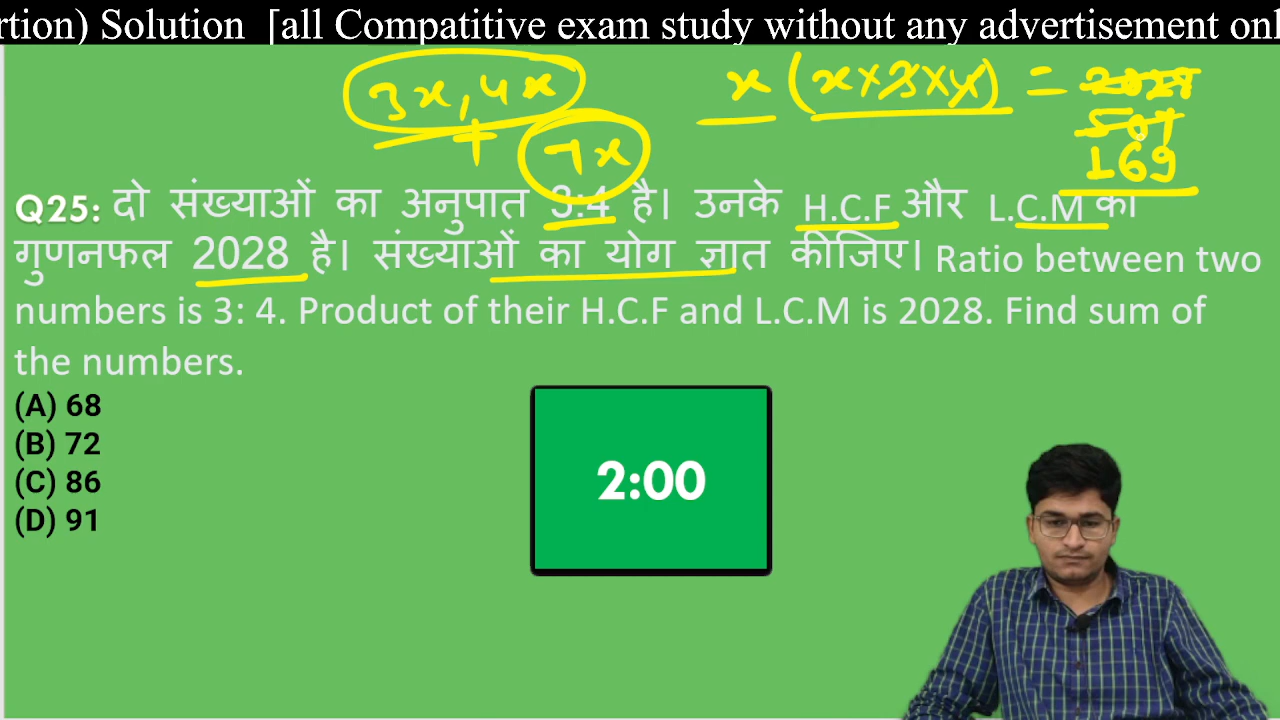 rtion) Solution [all Compatitive exam study without any advertisement onl
3x, 4x
x (x×3×4) = 2028
+
507
7x
169
Q25: दो संख्याओं का अनुपात 3:4 है। उनके H.C.F और L.C.M का
गुणनफल 2028 है। संख्याओं का योग ज्ञात कीजिए। Ratio between two
numbers is 3: 4. Product of their H.C.F and L.C.M is 2028. Find sum of
the numbers.
(A) 68
(B) 72
(C) 86
(D) 91
2:00